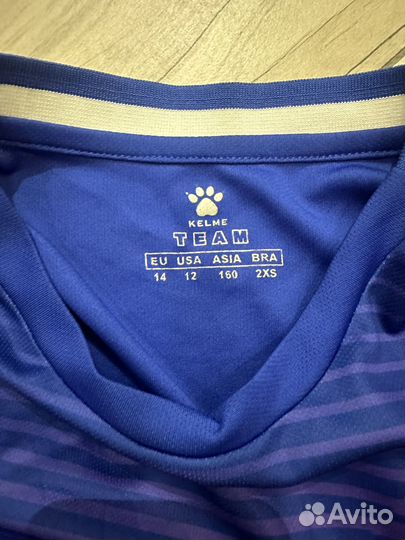 KELME
TEAM
EU USA ASIA BRA
14 12 160 2XS
Avito